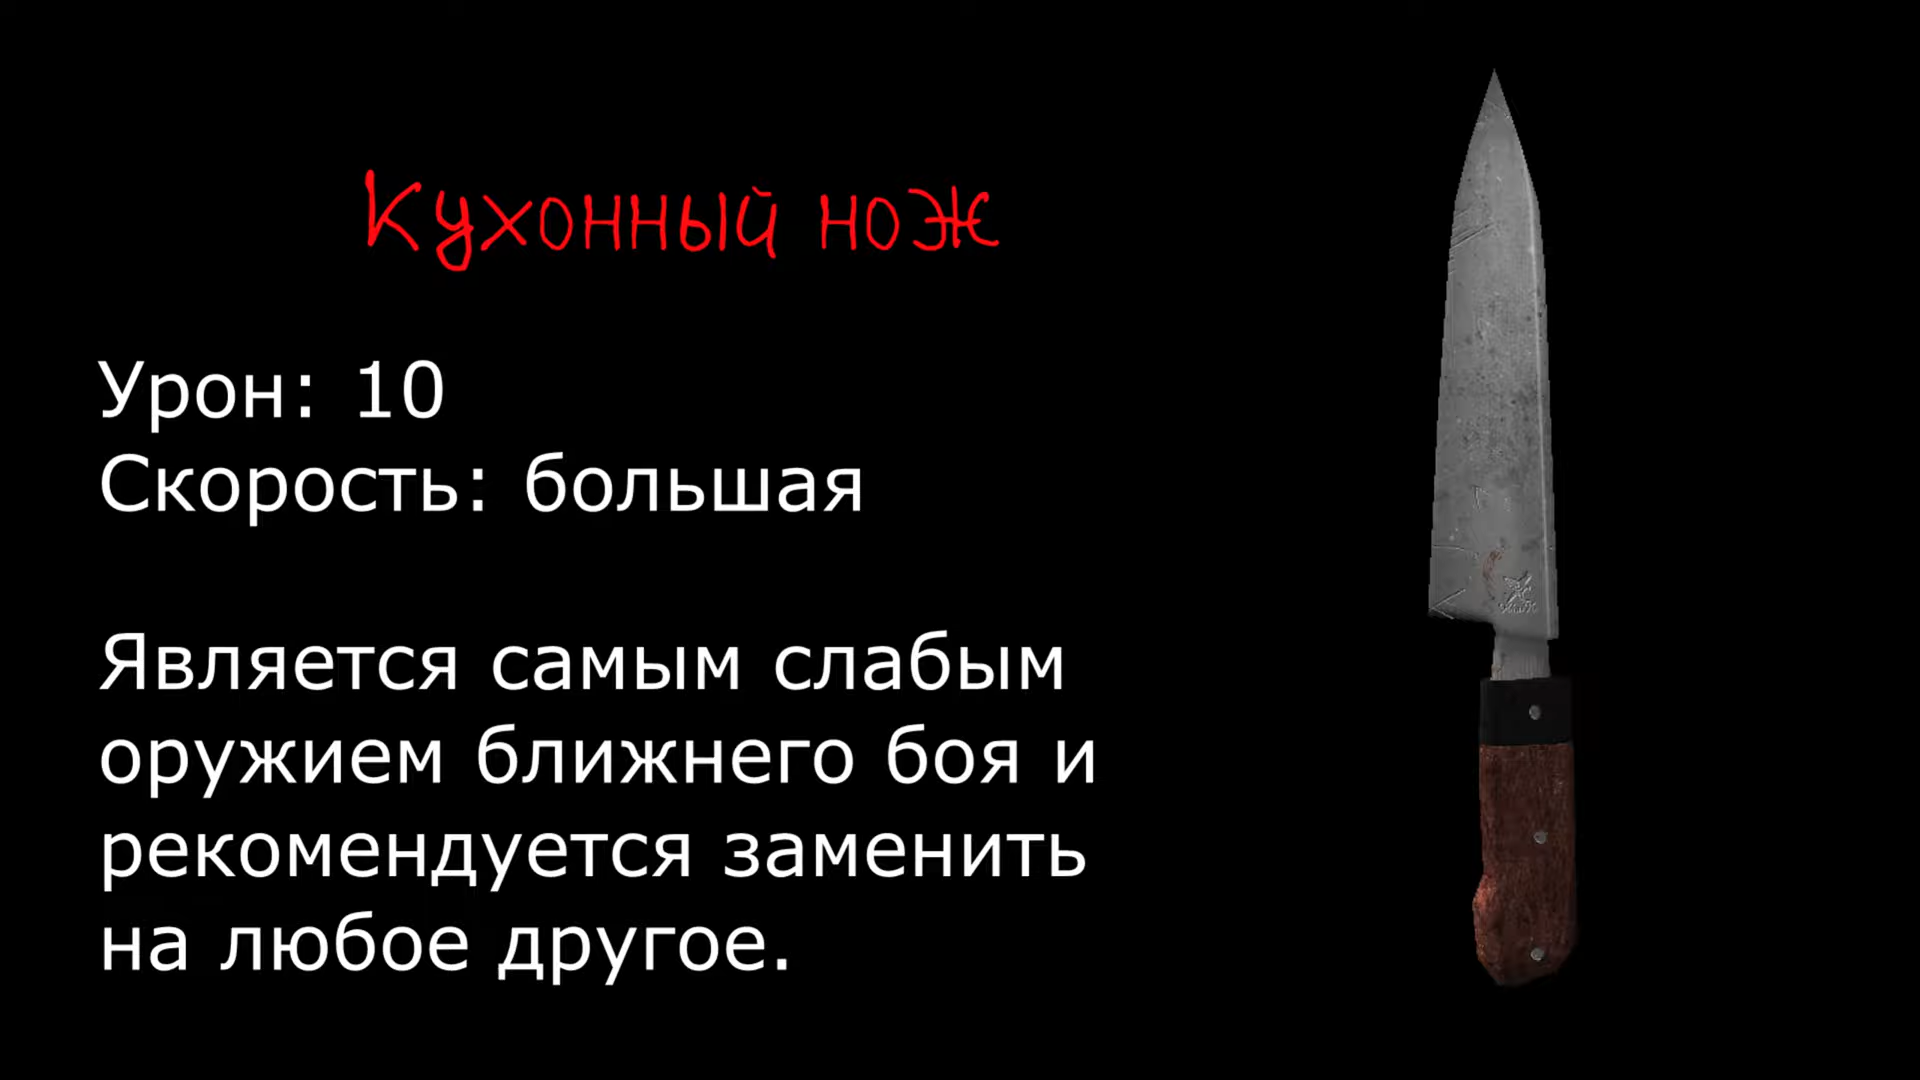 Кухонный нож
Урон: 10
Скорость: большая
Является самым слабым
оружием ближнего боя и
рекомендуется заменить
на любое другое.